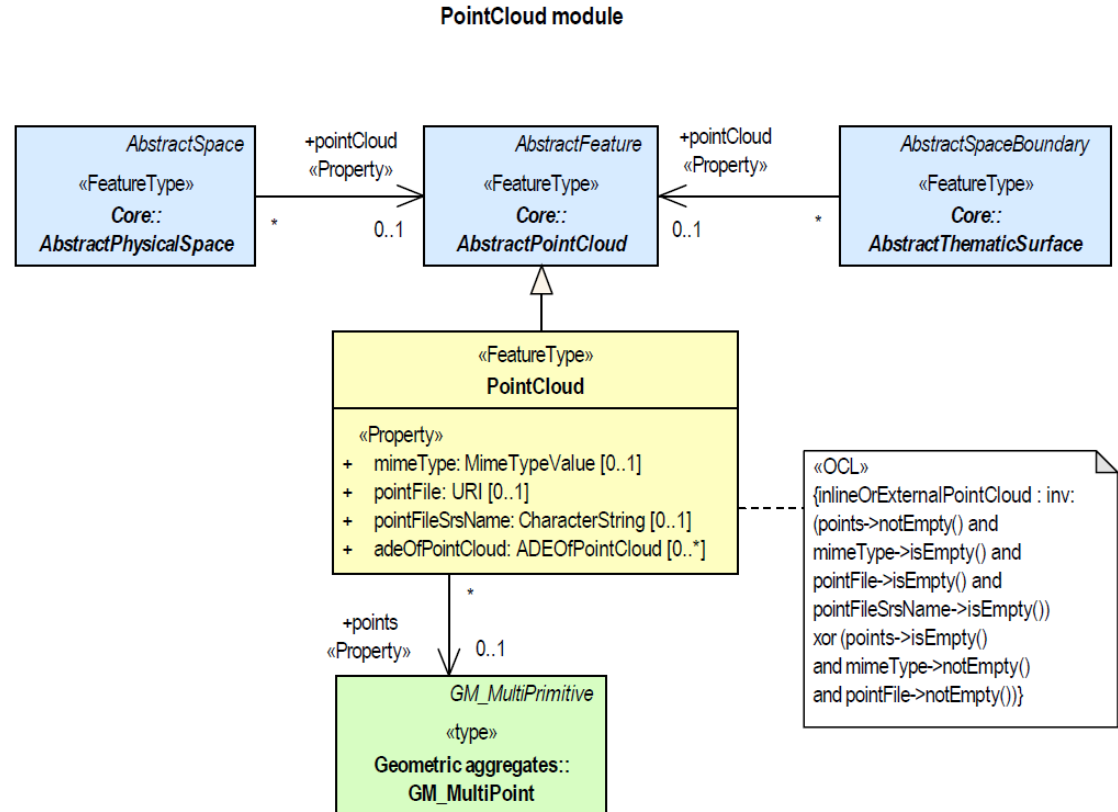 PointCloud module
AbstractSpace
«FeatureType»
Core::
AbstractPhysicalSpace
+pointCloud
«Property»
*
0..1
AbstractFeature
«FeatureType»
Core::
AbstractPointCloud
+pointCloud
«Property»
0..1
*
AbstractSpaceBoundary
«FeatureType»
Core::
AbstractThematicSurface
«FeatureType»
PointCloud
«Property»
+ mimeType: MimeTypeValue [0..1]
+ pointFile: URI [0..1]
+ pointFileSrsName: CharacterString [0..1]
+ adeOfPointCloud: ADEOfPointCloud [0..*]
«OCL»
{inlineOrExternalPointCloud : inv:
(points->notEmpty() and
mimeType->isEmpty() and
pointFile->isEmpty() and
pointFileSrsName->isEmpty())
xor (points->isEmpty()
and mimeType->notEmpty()
and pointFile->notEmpty())}
*
+points
«Property»
0..1
GM_MultiPrimitive
«type»
Geometric aggregates::
GM_MultiPoint